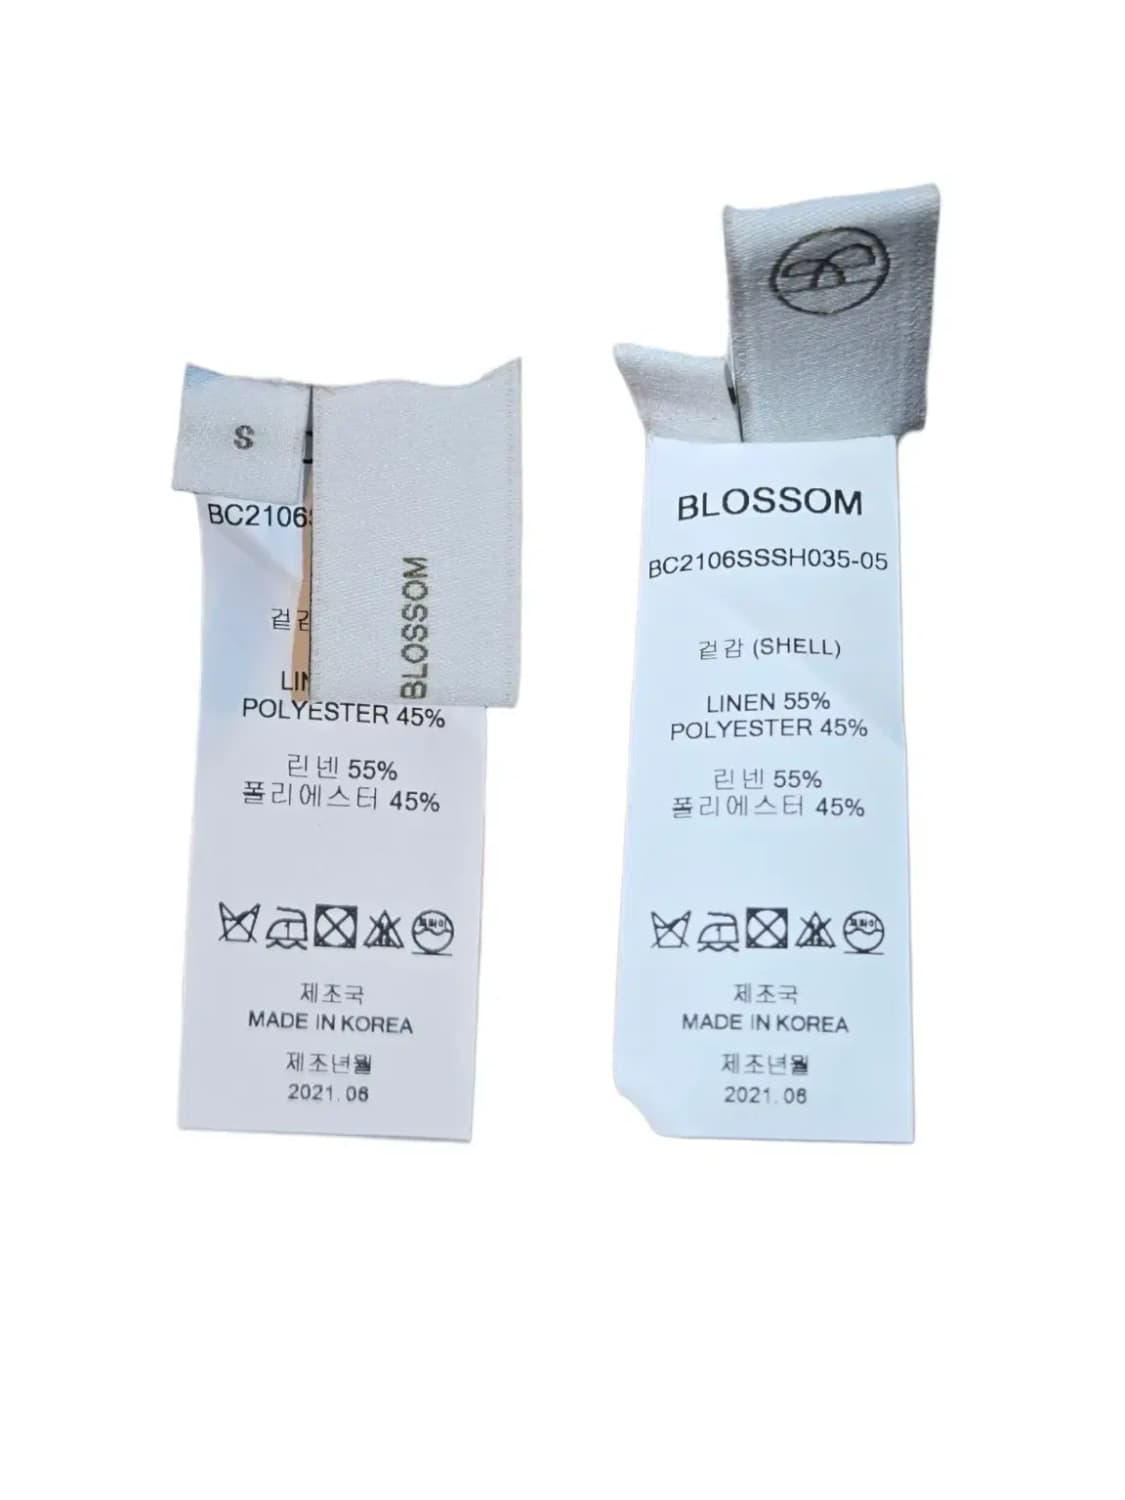 S
BC2106
겉감
LIN
BLOSSOM
POLYESTER 45%
린넨 55%
폴리에스터 45%
제조국
MADE IN KOREA
제조년월
2021.06
BLOSSOM
BC2106SSSH035-05
겉감 (SHELL)
LINEN 55%
POLYESTER 45%
린넨 55%
폴리에스터 45%
제조국
MADE IN KOREA
제조년월
2021.06